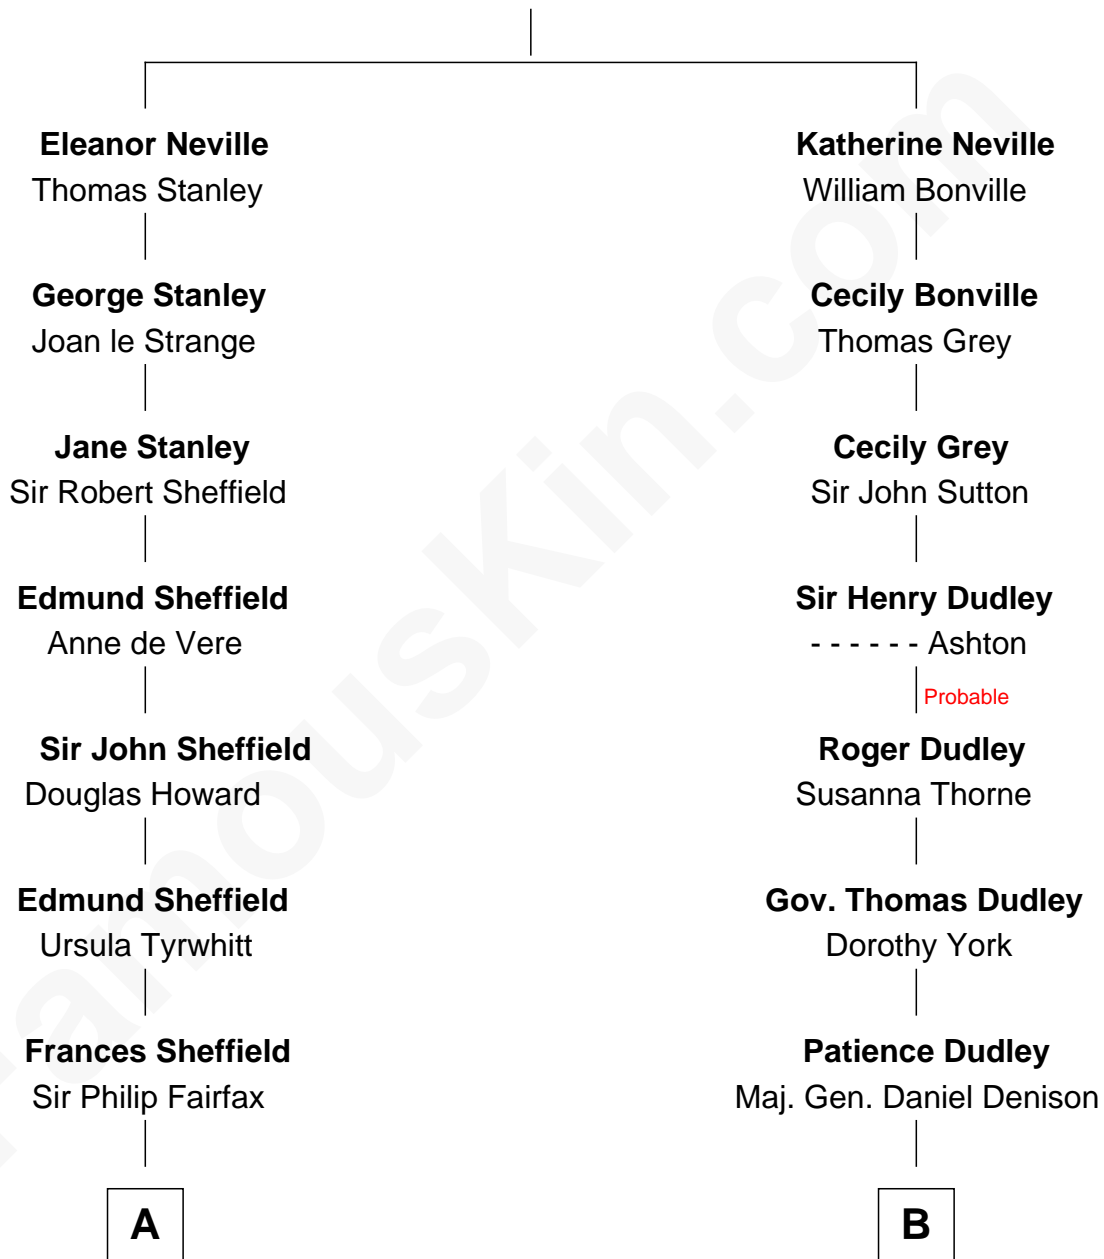 Eleanor Neville
Thomas Stanley
George Stanley
Joan le Strange
Jane Stanley
Sir Robert Sheffield
Edmund Sheffield
Anne de Vere
Sir John Sheffield
Douglas Howard
Edmund Sheffield
Ursula Tyrwhitt
Frances Sheffield
Sir Philip Fairfax
A
Katherine Neville
William Bonville
Cecily Bonville
Thomas Grey
Cecily Grey
Sir John Sutton
Sir Henry Dudley
- - - - - - Ashton
Probable
Roger Dudley
Susanna Thorne
Gov. Thomas Dudley
Dorothy York
Patience Dudley
Maj. Gen. Daniel Denison
B
FamousKin.com